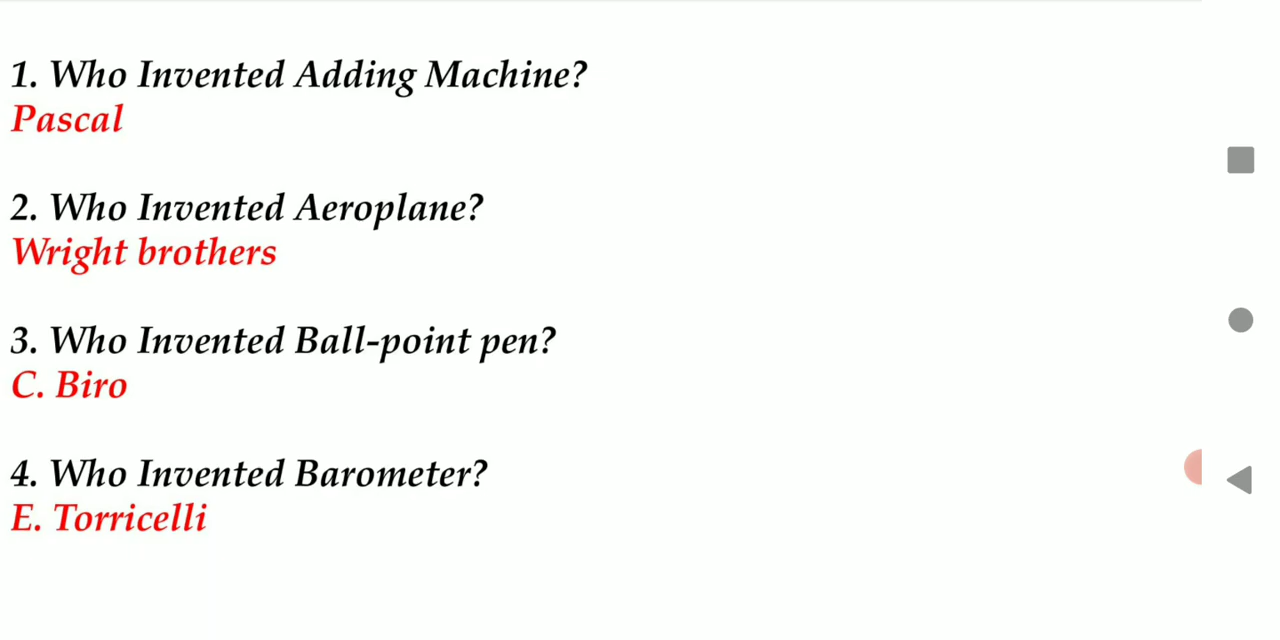 1. Who Invented Adding Machine?
Pascal
2. Who Invented Aeroplane?
Wright brothers
3. Who Invented Ball-point pen?
C. Biro
4. Who Invented Barometer?
E. Torricelli